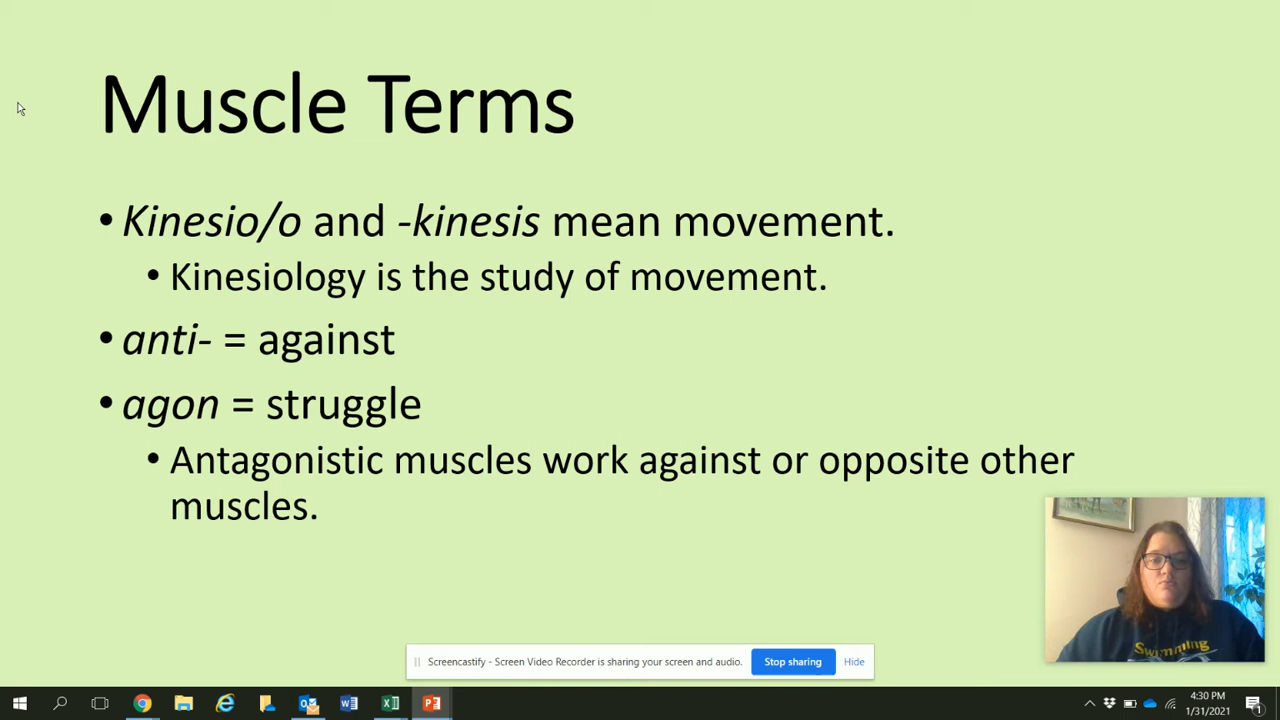 Muscle Terms
• Kinesio/o and -kinesis mean movement.
• Kinesiology is the study of movement.
• anti- = against
• agon = struggle
• Antagonistic muscles work against or opposite other
muscles.
Swimming
Screencastify - Screen Video Recorder is sharing your screen and audio.
Stop sharing
Hide
4:30 PM
1/31/2021